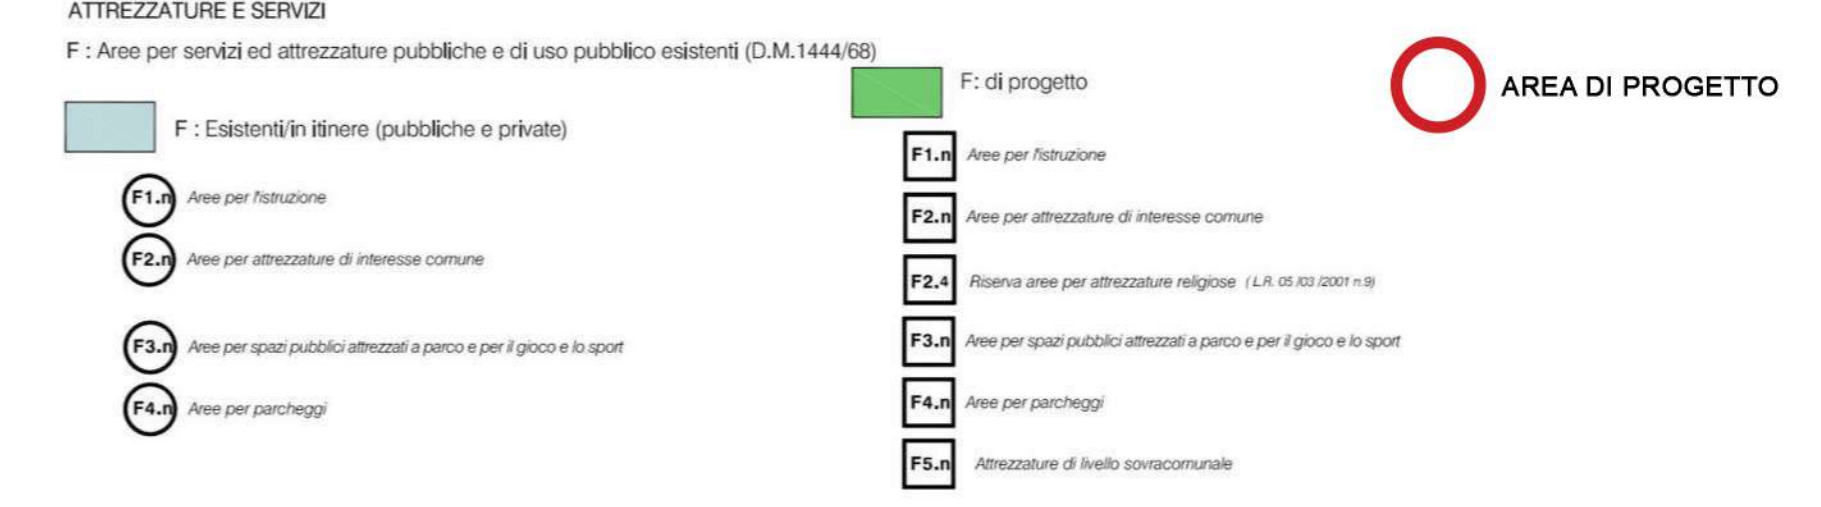 ATTREZZATURE E SERVIZI
F : Aree per servizi ed attrezzature pubbliche e di uso pubblico esistenti (D.M.1444/68)
F : Esistenti/in itinere (pubbliche e private)
F1.n Aree per l'istruzione
F2.n Aree per attrezzature di interesse comune
F3.n Aree per spazi pubblici attrezzati a parco e per il gioco e lo sport
F4.n Aree per parcheggi
F: di progetto
F1.n Aree per l'istruzione
F2.n Aree per attrezzature di interesse comune
F2.4 Riserva aree per attrezzature religiose ( L.R. 05 /03 /2001 n.9)
F3.n Aree per spazi pubblici attrezzati a parco e per il gioco e lo sport
F4.n Aree per parcheggi
F5.n Attrezzature di livello sovracomunale
AREA DI PROGETTO